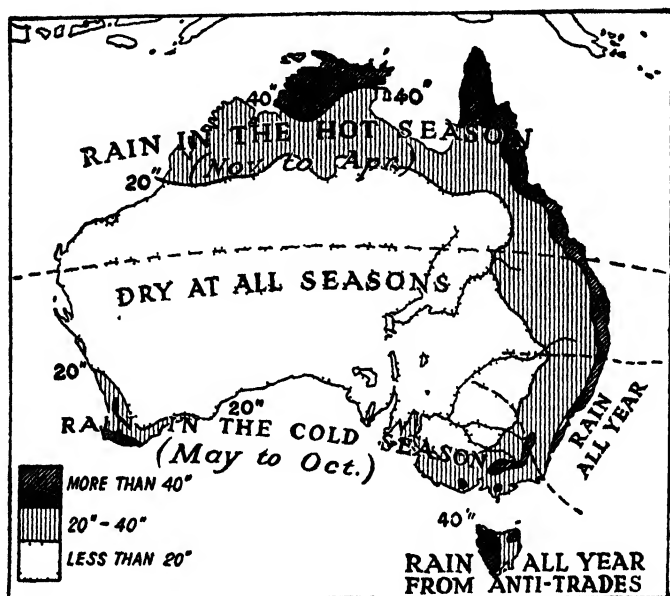 40"
40"
RAIN IN THE HOT SEASON
(Nov to Apr.)
20"
DRY AT ALL SEASONS
20"
20"
RAIN IN THE COLD SEASON
(May to Oct.)
RAIN
ALL YEAR
MORE THAN 40"
20"-40"
LESS THAN 20"
40"
RAIN ALL YEAR
FROM ANTI-TRADES